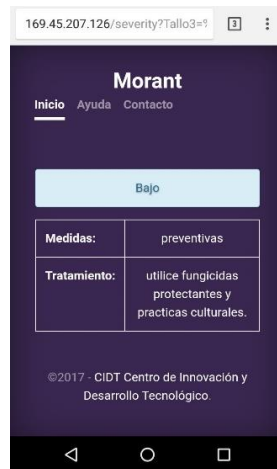 169.45.207.126/severity?Tallo3=
3
Morant
Inicio Ayuda Contacto
Bajo
Medidas: preventivas
Tratamiento: utilice fungicidas
protectantes y
practicas culturales.
©2017 - CIDT Centro de Innovación y
Desarrollo Tecnológico.